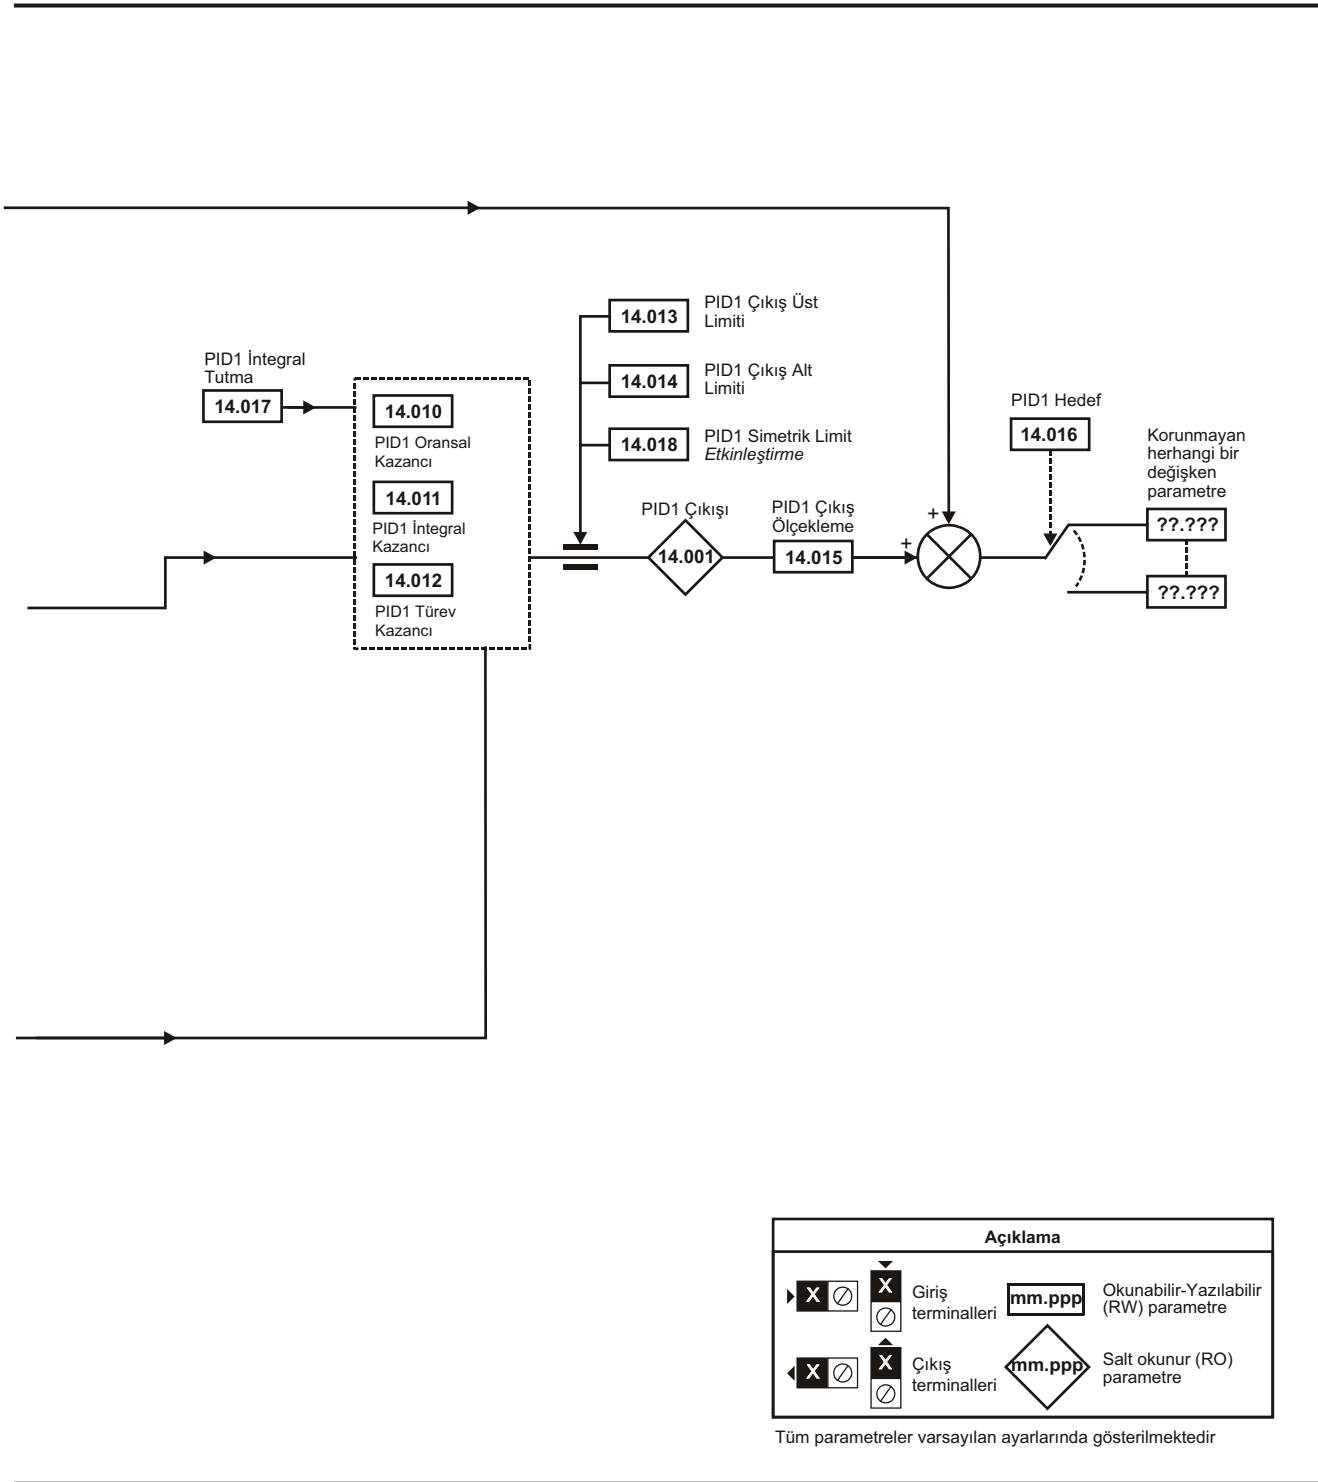 PID1 İntegral
Tutma
14.017
14.010
PID1 Oransal
Kazancı
14.011
PID1 İntegral
Kazancı
14.012
PID1 Türev
Kazancı
14.013
PID1 Çıkış Üst
Limiti
14.014
PID1 Çıkış Alt
Limiti
14.018
PID1 Simetrik Limit
Etkinleştirme
PID1 Çıkışı
14.001
PID1 Çıkış
Ölçekleme
14.015
+
+
PID1 Hedef
14.016
Korunmayan
herhangi bir
değişken
parametre
??.???
??.???
Açıklama
X
X
Giriş
terminalleri
mm.ppp
Okunabilir-Yazılabilir
(RW) parametre
X
X
Çıkış
terminalleri
mm.ppp
Salt okunur (RO)
parametre
Tüm parametreler varsayılan ayarlarında gösterilmektedir